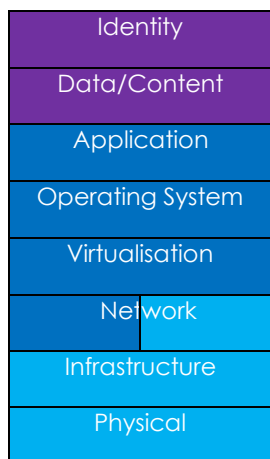 Identity
Data/Content
Application
Operating System
Virtualisation
Network
Infrastructure
Physical